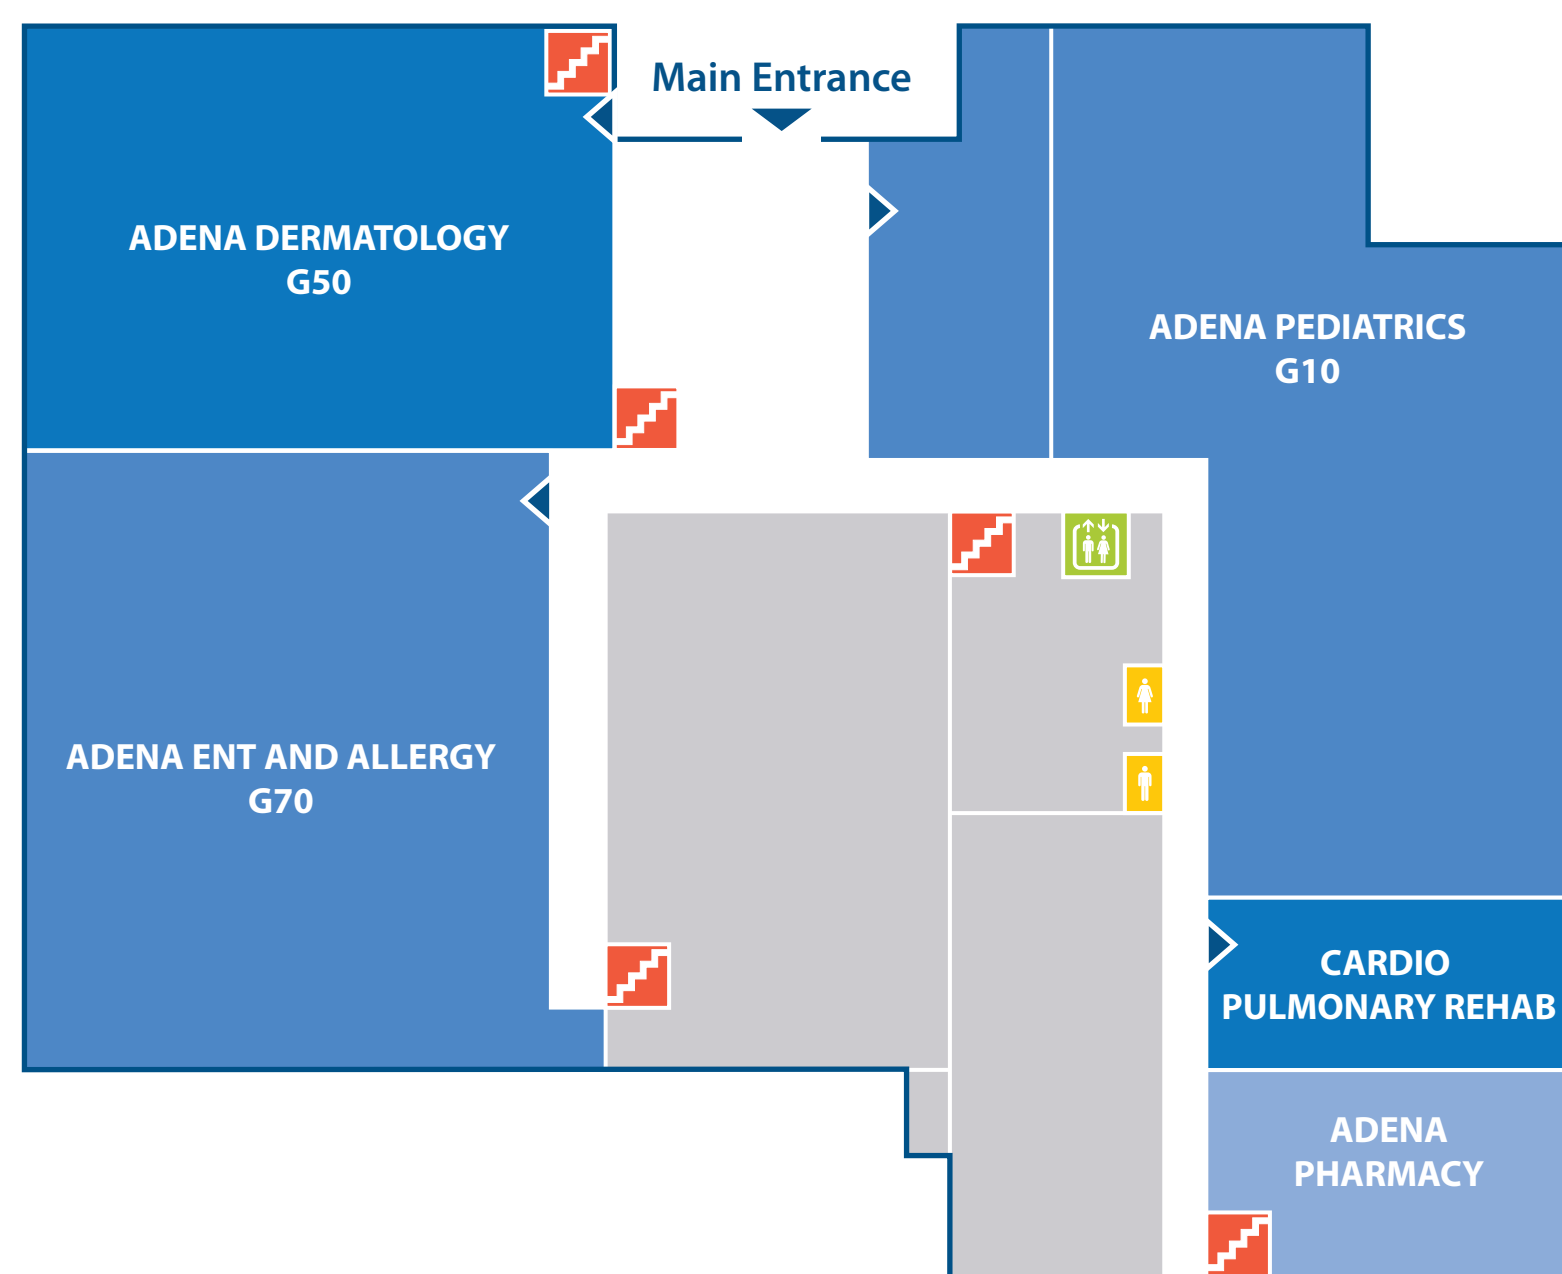 Main Entrance
ADENA DERMATOLOGY
G50
ADENA PEDIATRICS
G10
ADENA ENT AND ALLERGY
G70
CARDIO
PULMONARY REHAB
ADENA
PHARMACY